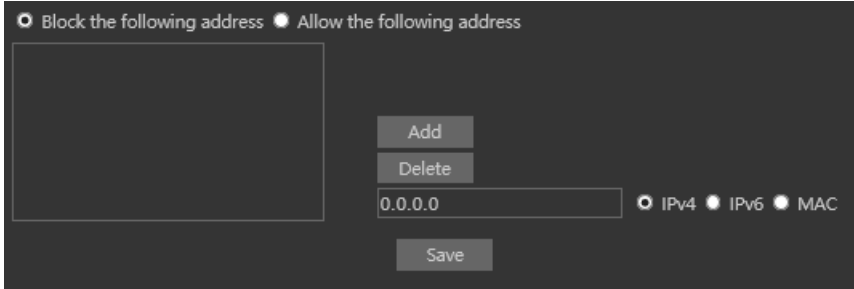 Block the following address Allow the following address
Add
Delete
0.0.0.0 IPv4 IPv6 MAC
Save